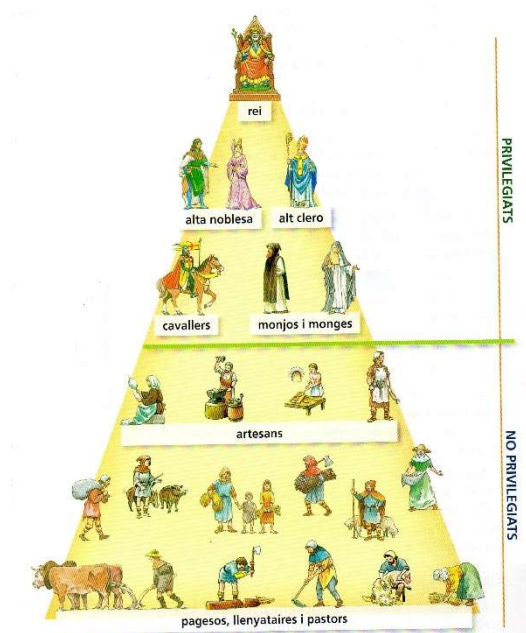 rei
alta noblesa
alt clero
cavallers
monjos i monges
PRIVILEGIATS
artesans
NO PRIVILEGIATS
pagesos, llenyataires i pastors